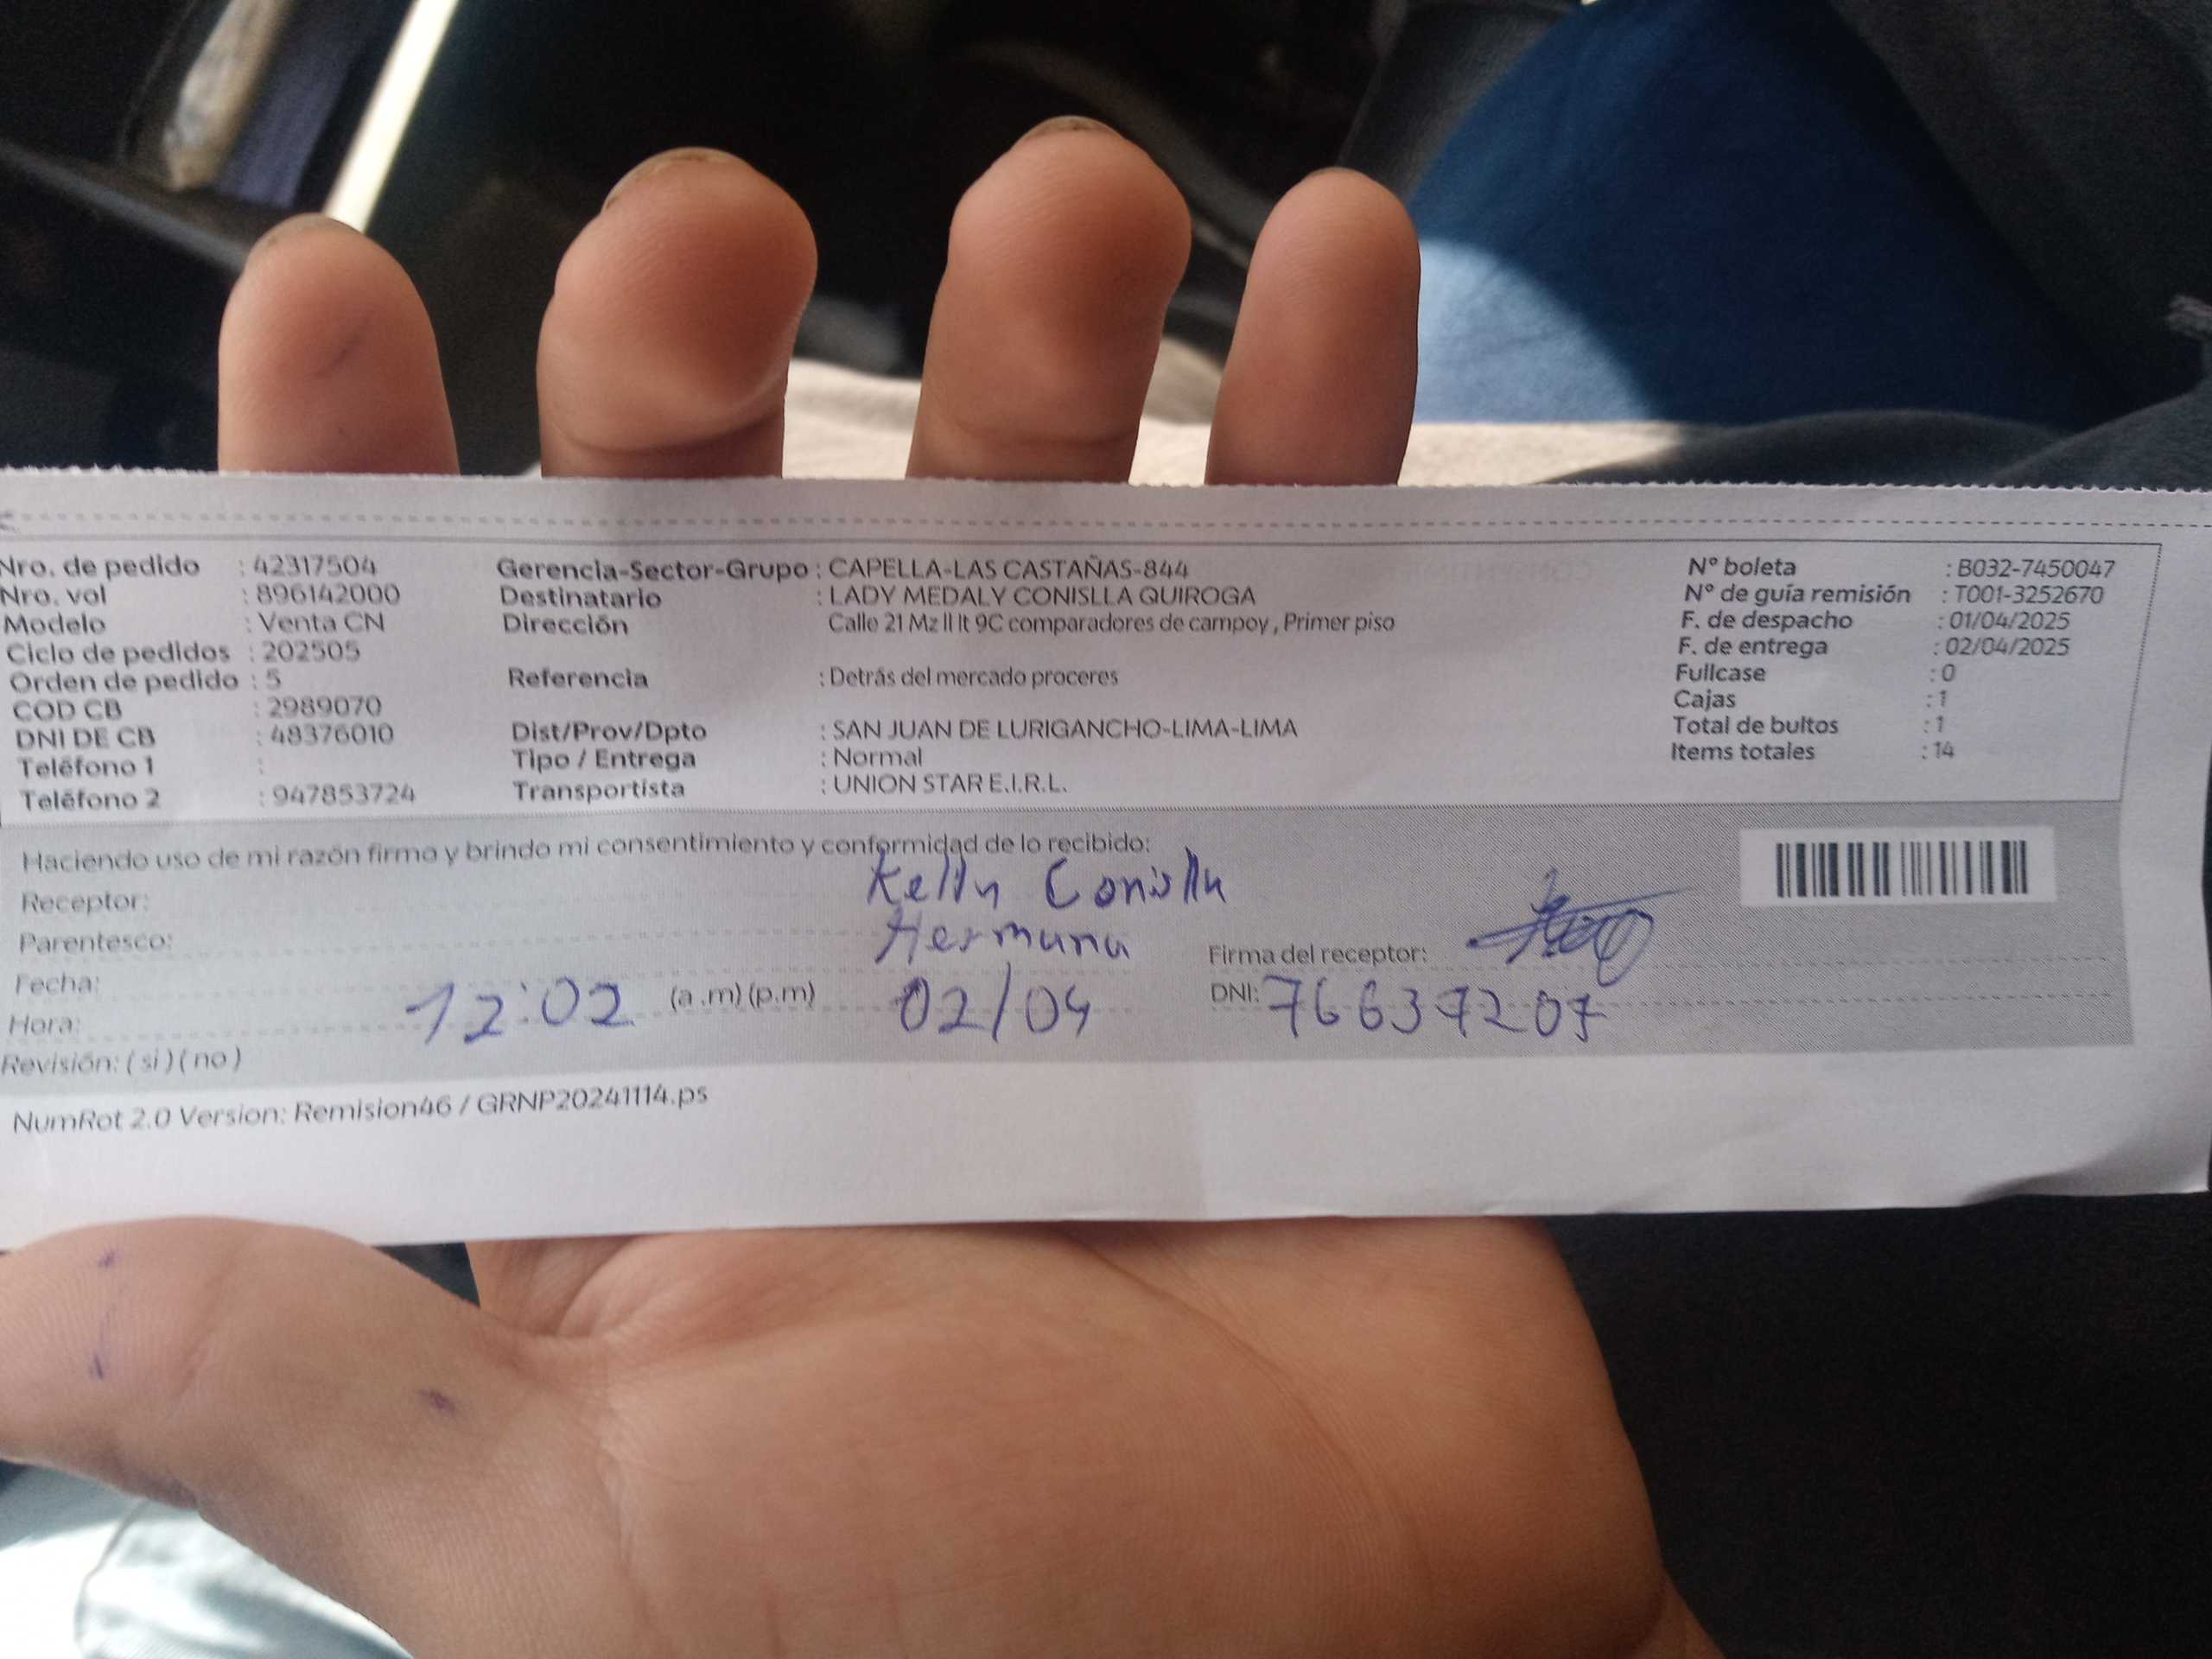 Nro. de pedido : 42317504
Nro. vol : 896142000
Modelo : Venta CN
Ciclo de pedidos : 202505
Orden de pedido : 5
COD CB : 2989070
DNI DE CB : 48376010
Teléfono 1 :
Teléfono 2 : 947853724
Gerencia-Sector-Grupo : CAPELLA-LAS CASTAÑAS-844
Destinatario : LADY MEDALY CONISLLA QUIROGA
Dirección Calle 21 Mz ll lt 9C comparadores de campoy , Primer piso
Referencia : Detrás del mercado proceres
Dist/Prov/Dpto : SAN JUAN DE LURIGANCHO-LIMA-LIMA
Tipo / Entrega : Normal
Transportista : UNION STAR E.I.R.L.
N° boleta : B032-7450047
N° de guía remisión : T001-3252670
F. de despacho : 01/04/2025
F. de entrega : 02/04/2025
Fullcase : 0
Cajas : 1
Total de bultos : 1
Items totales : 14
Haciendo uso de mi razón firmo y brindo mi consentimiento y conformidad de lo recibido:
Receptor: Kelly Conislla
Parentesco: Hermana
Firma del receptor:
Fecha: 02/04
Hora: 12:02 (a .m) (p.m)
DNI: 76637207
Revisión: ( si ) ( no )
NumRot 2.0 Version: Remision46 / GRNP20241114.ps